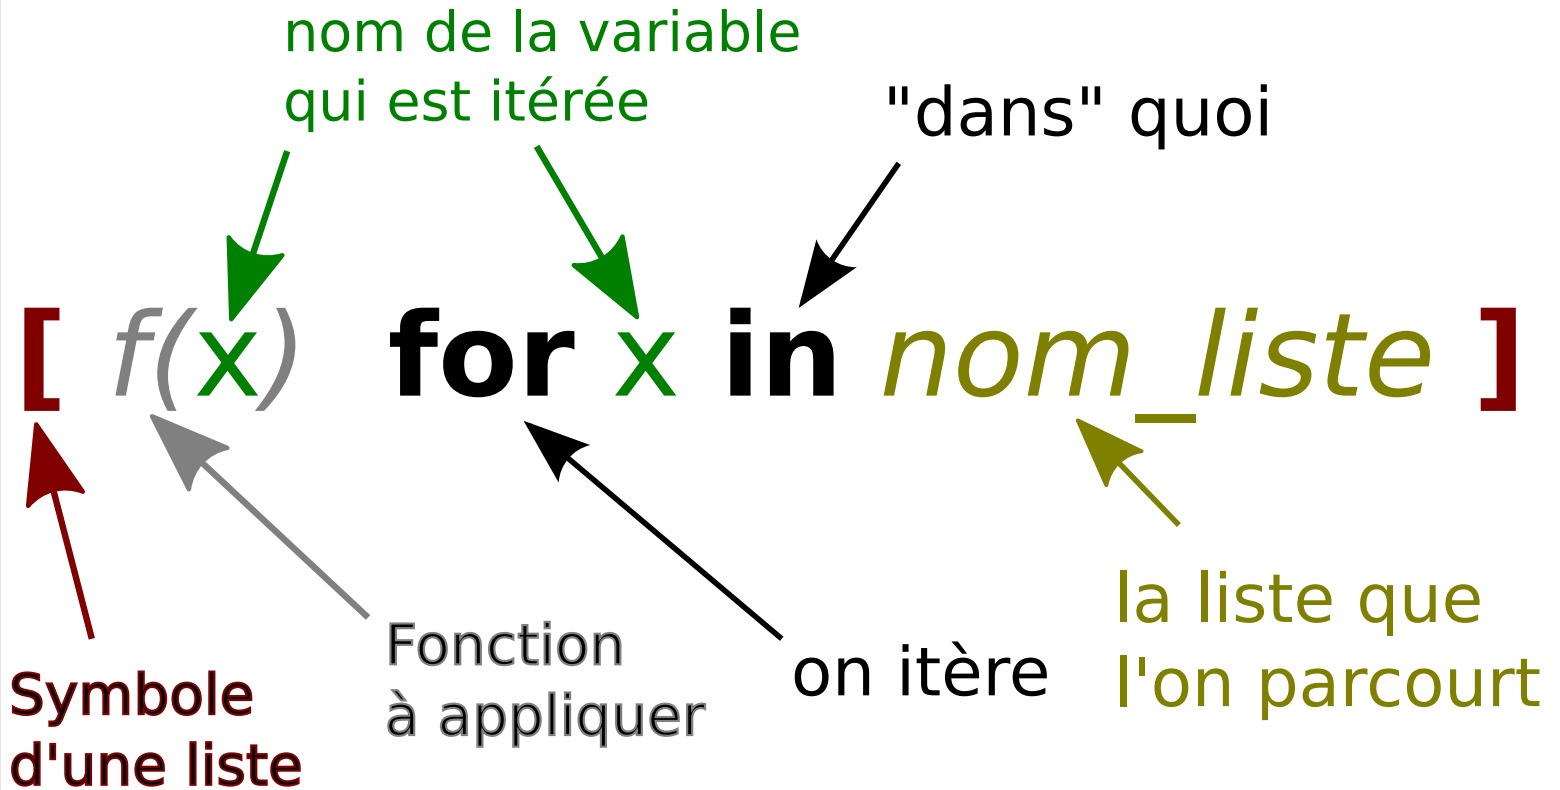 nom de la variable
qui est itérée
"dans" quoi
[ f(x) for x in nom_liste ]
Symbole
d'une liste
Fonction
à appliquer
on itère
la liste que
l'on parcourt